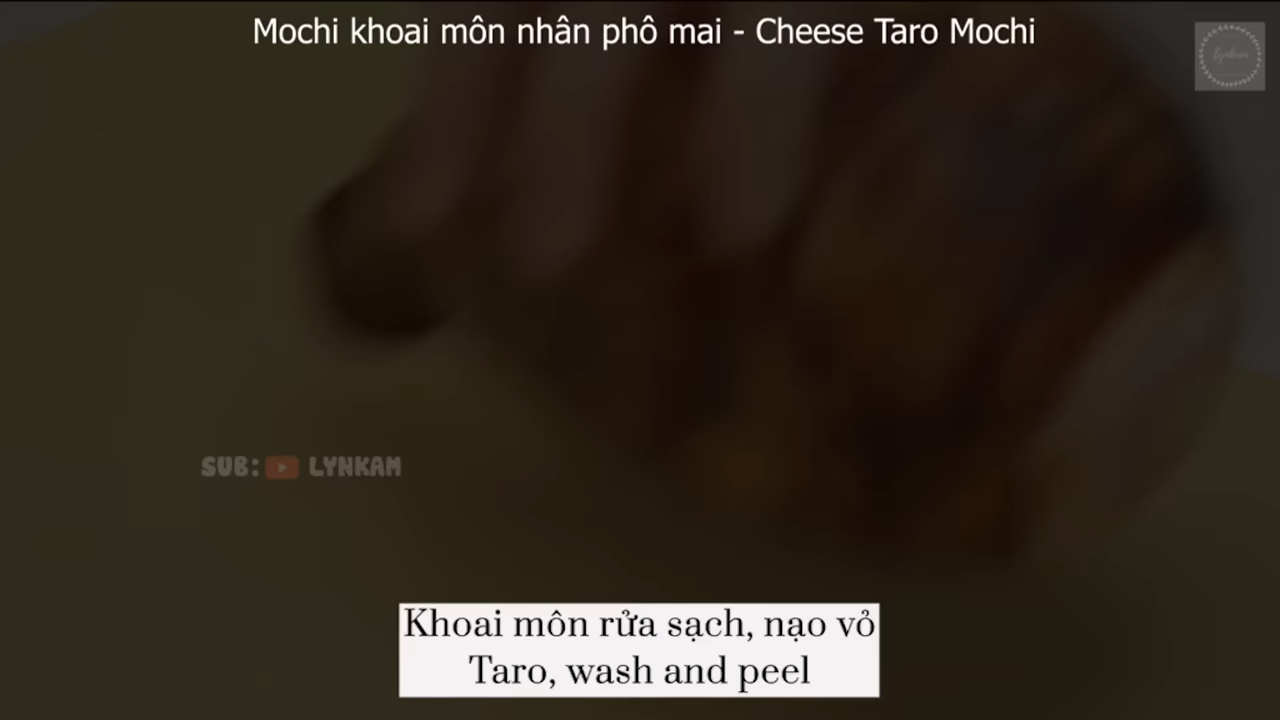 Mochi khoai môn nhân phô mai - Cheese Taro Mochi
lynkam
SUB: LYNKAM
Khoai môn rửa sạch, nạo vỏ
Taro, wash and peel